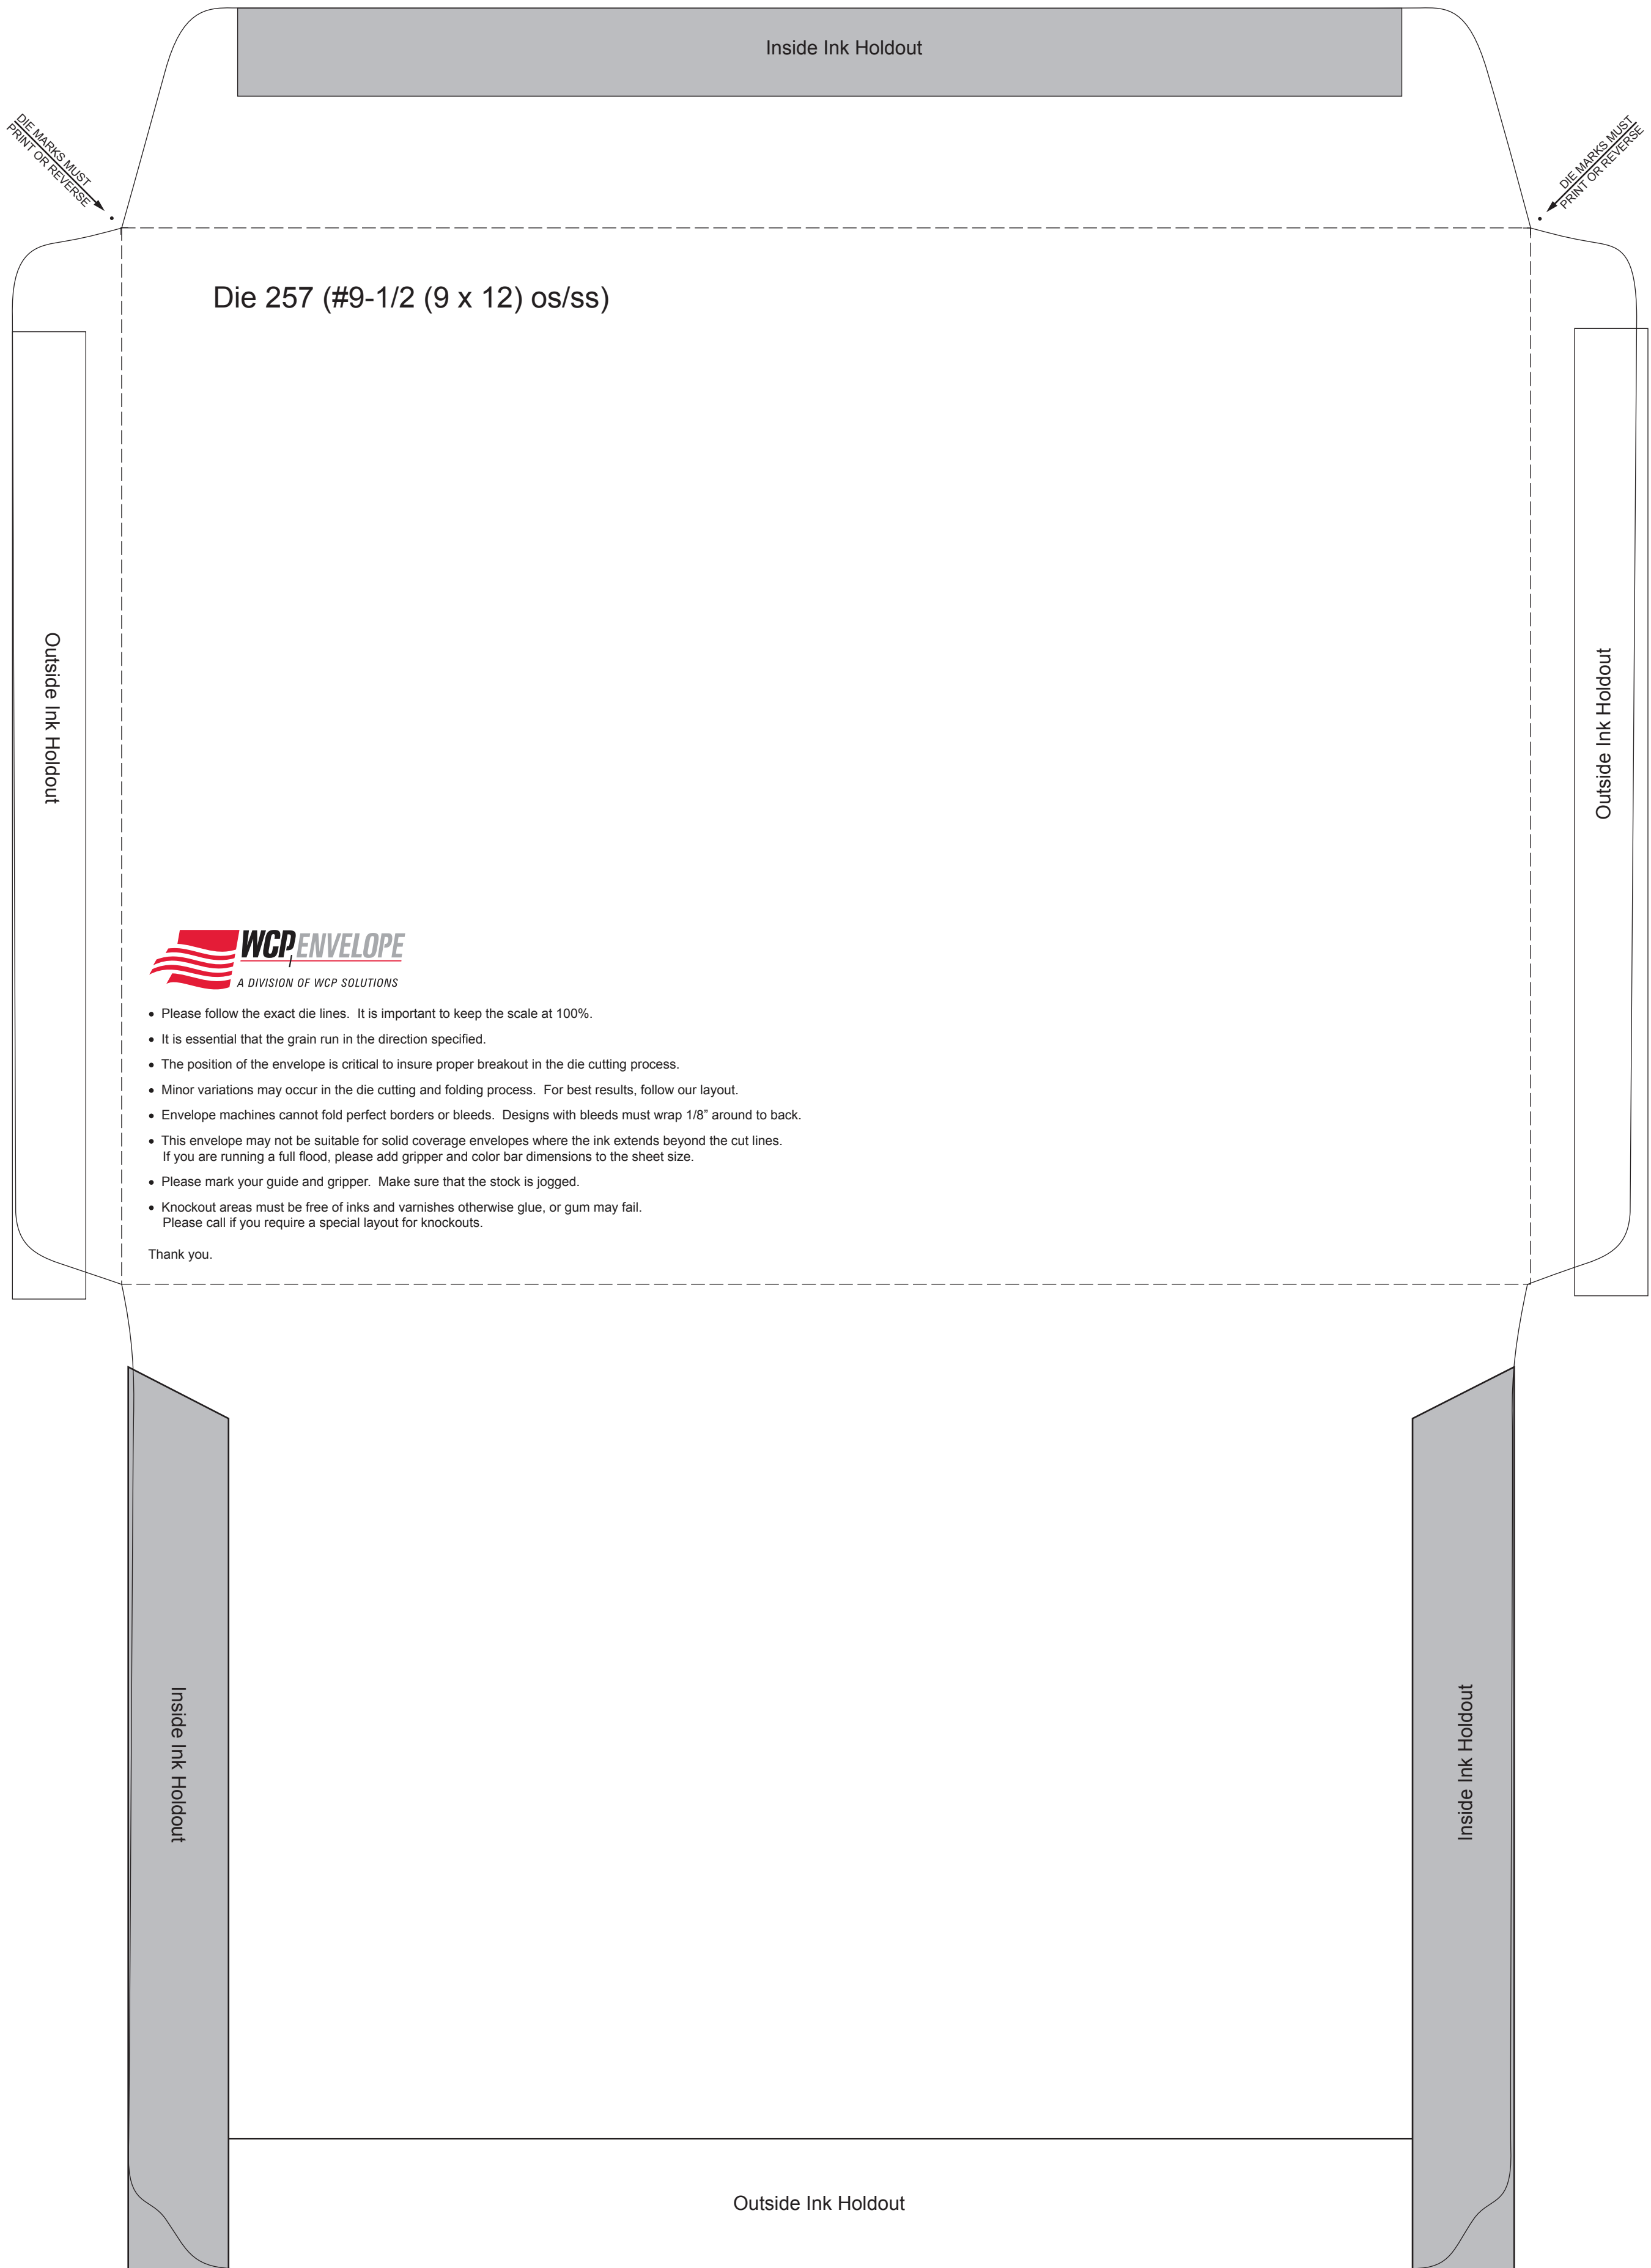 Inside Ink Holdout
DIE MARKS MUST
PRINT OR REVERSE
DIE MARKS MUST
PRINT OR REVERSE
Die 257 (#9-1/2 (9 x 12) os/ss)
Outside Ink Holdout
Outside Ink Holdout
WCP ENVELOPE
A DIVISION OF WCP SOLUTIONS
• Please follow the exact die lines.  It is important to keep the scale at 100%.
• It is essential that the grain run in the direction specified.
• The position of the envelope is critical to insure proper breakout in the die cutting process.
• Minor variations may occur in the die cutting and folding process.  For best results, follow our layout.
• Envelope machines cannot fold perfect borders or bleeds.  Designs with bleeds must wrap 1/8” around to back.
• This envelope may not be suitable for solid coverage envelopes where the ink extends beyond the cut lines.
If you are running a full flood, please add gripper and color bar dimensions to the sheet size.
• Please mark your guide and gripper.  Make sure that the stock is jogged.
• Knockout areas must be free of inks and varnishes otherwise glue, or gum may fail.
Please call if you require a special layout for knockouts.
Thank you.
Inside Ink Holdout
Inside Ink Holdout
Outside Ink Holdout